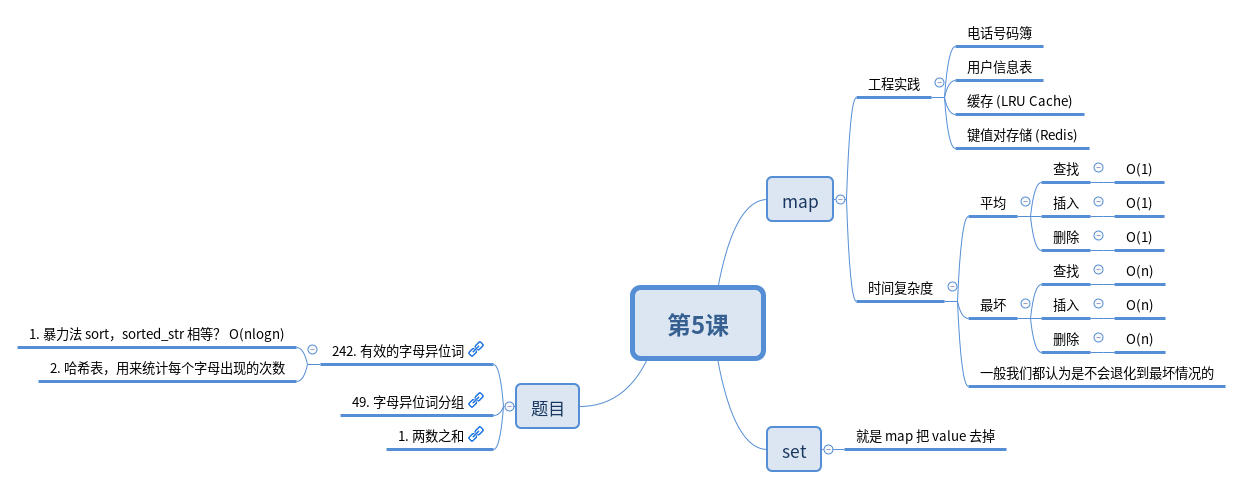 第5课
map
工程实践
电话号码簿
用户信息表
缓存 (LRU Cache)
键值对存储 (Redis)
时间复杂度
平均
查找
O(1)
插入
O(1)
删除
O(1)
最坏
查找
O(n)
插入
O(n)
删除
O(n)
一般我们都认为是不会退化到最坏情况的
set
就是 map 把 value 去掉
题目
242. 有效的字母异位词
1. 暴力法 sort，sorted_str 相等？ O(nlogn)
2. 哈希表，用来统计每个字母出现的次数
49. 字母异位词分组
1. 两数之和